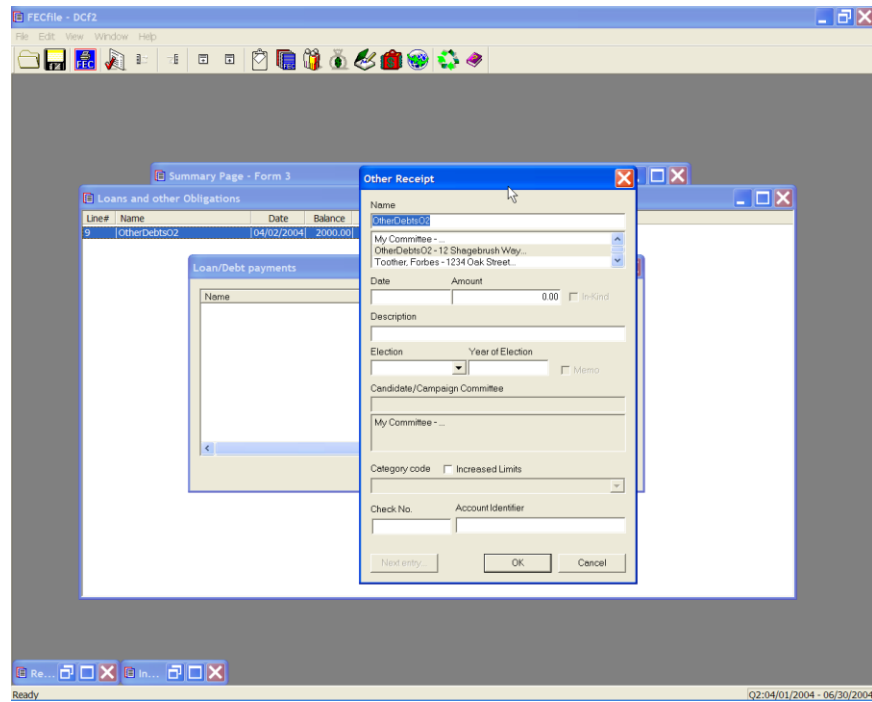 FECfile - DCf2
File Edit View Window Help
FEC
Summary Page - Form 3
Other Receipt
Loans and other Obligations
Line# Name Date Balance
9 OtherDebts02 04/02/2004 2000.00
Loan/Debt payments
Name
Name
OtherDebts02
My Committee - ...
OtherDebts02 - 12 Shagebrush Way...
Toother, Forbes - 1234 Oak Street...
Date Amount
0.00 In-Kind
Description
Election Year of Election
Memo
Candidate/Campaign Committee
My Committee - ...
Category code Increased Limits
Check No. Account Identifier
Next entry... OK Cancel
Re... In...
Ready Q2:04/01/2004 - 06/30/2004